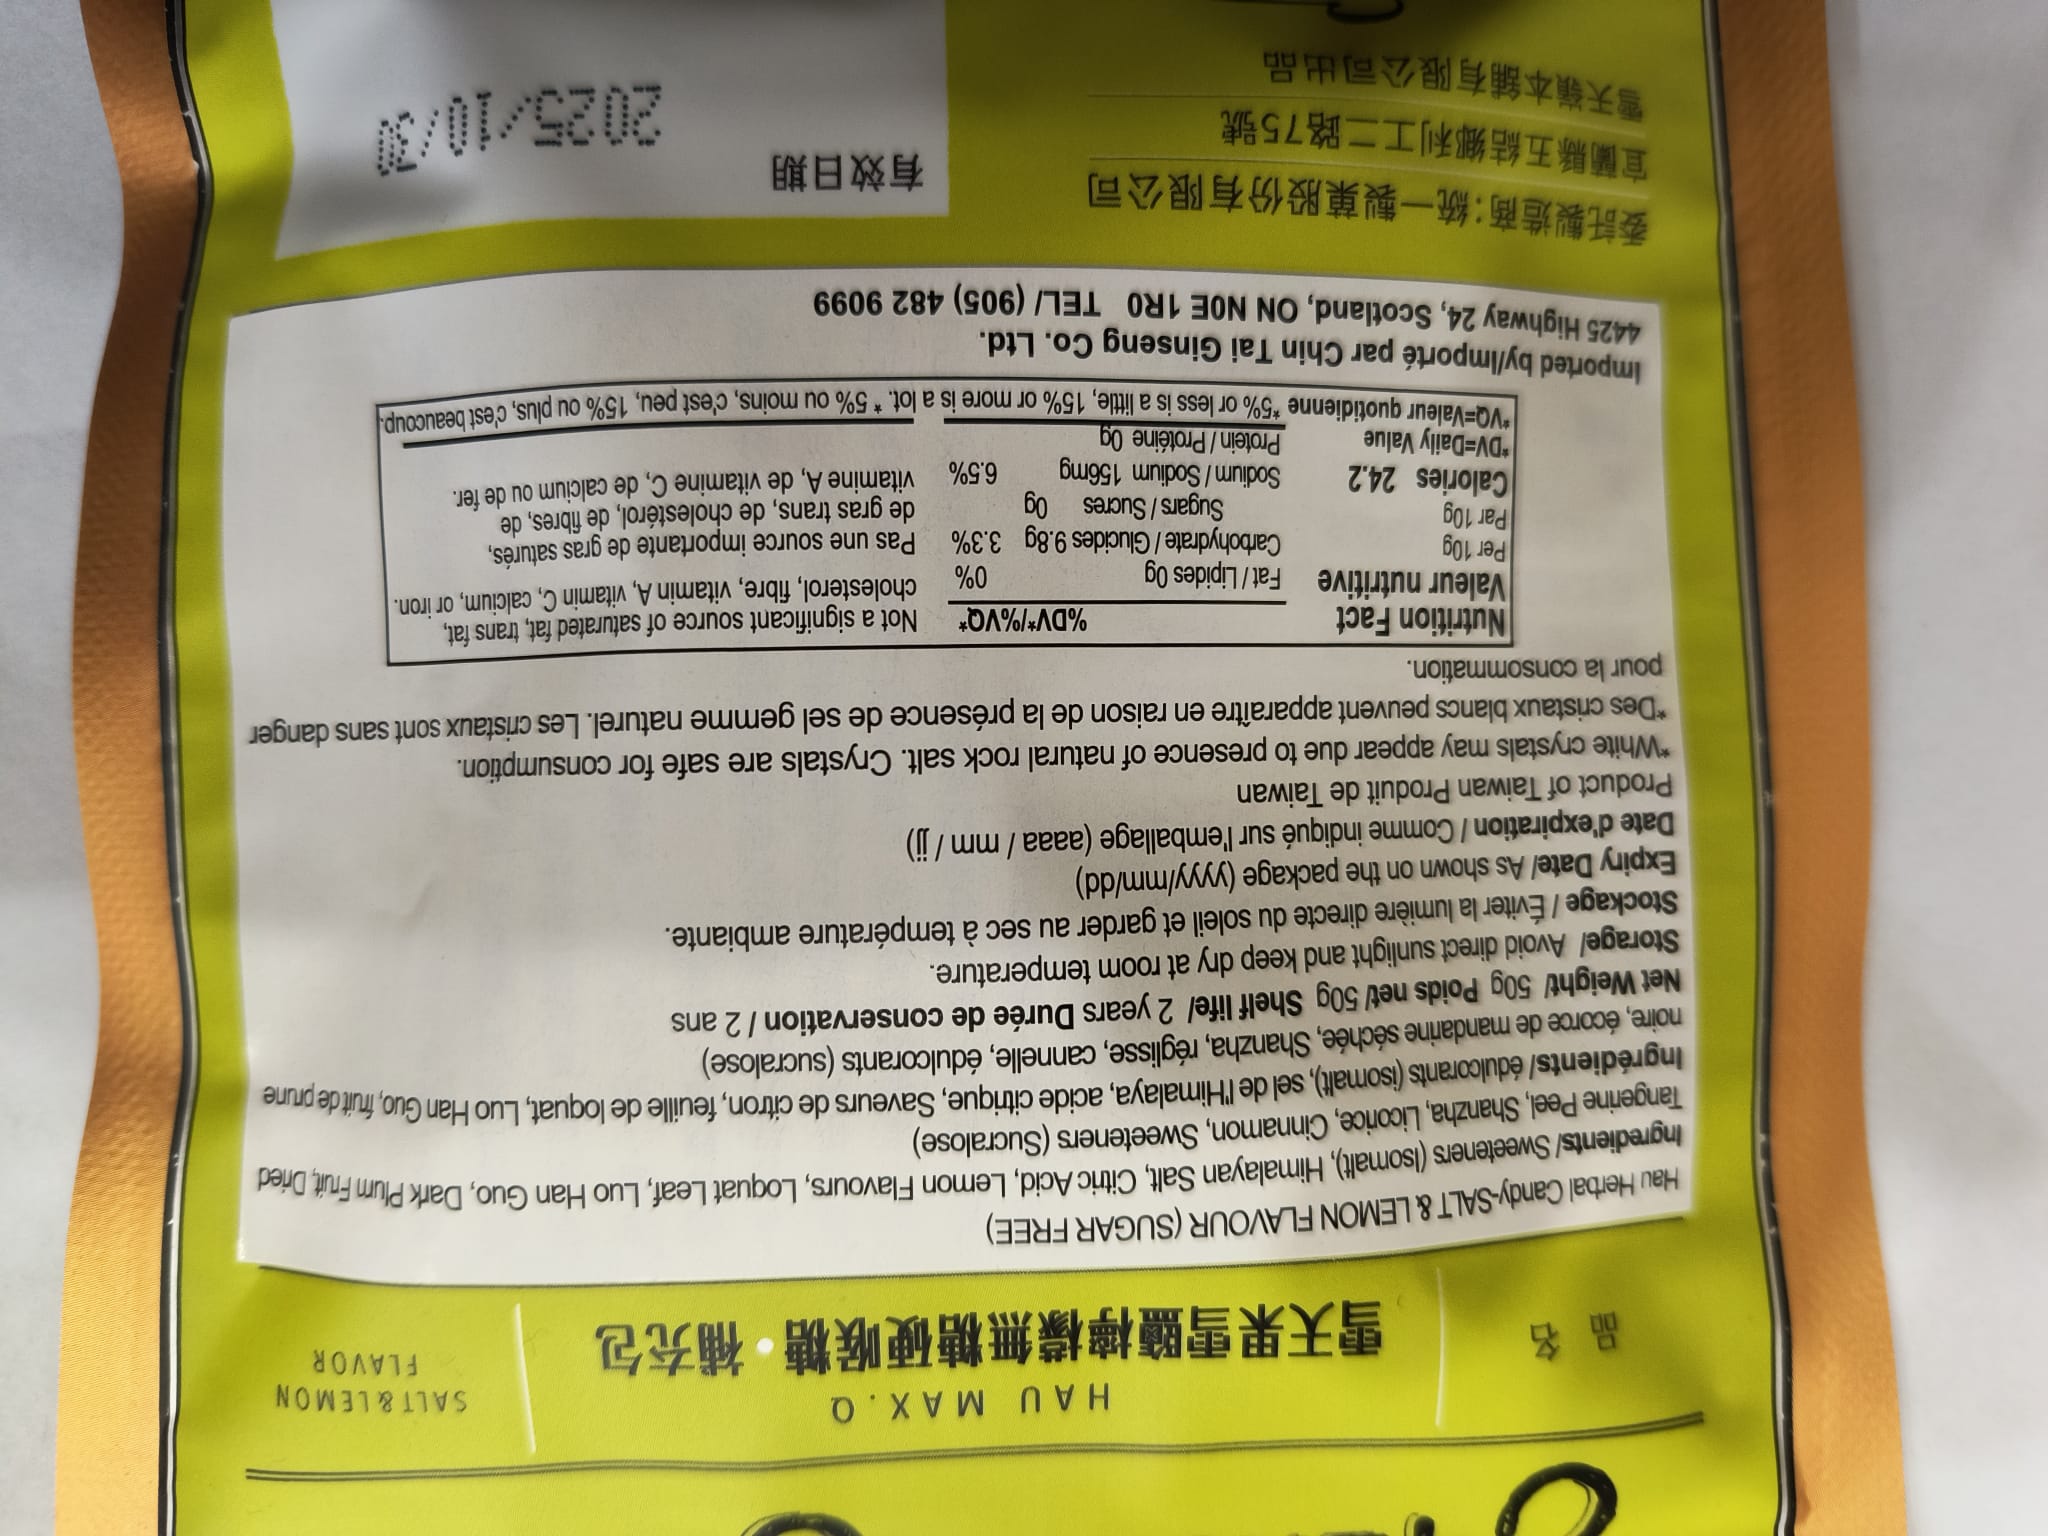 HAU MAX.Q
品名
雪天果雪鹽檸檬無糖硬喉糖・補充包
SALT&LEMON
FLAVOR
Hau Herbal Candy-SALT & LEMON FLAVOUR (SUGAR FREE)
Ingredients/ Sweeteners (Isomalt), Himalayan Salt, Citric Acid, Lemon Flavours, Loquat Leaf, Luo Han Guo, Dark Plum Fruit, Dried
Tangerine Peel, Shanzha, Licorice, Cinnamon, Sweeteners (Sucralose)
Ingrédients/ édulcorants (isomalt), sel de l'Himalaya, acide citrique, Saveurs de citron, feuille de loquat, Luo Han Guo, fruit de prune
noire, écorce de mandarine séchée, Shanzha, réglisse, cannelle, édulcorants (sucralose)
Net Weight/ 50g Poids net/ 50g Shelf life/ 2 years Durée de conservation / 2 ans
Storage/ Avoid direct sunlight and keep dry at room temperature.
Stockage / Éviter la lumière directe du soleil et garder au sec à température ambiante.
Expiry Date/ As shown on the package (yyyy/mm/dd)
Date d'expiration / Comme indiqué sur l'emballage (aaaa / mm / jj)
Product of Taiwan Produit de Taiwan
*White crystals may appear due to presence of natural rock salt. Crystals are safe for consumption.
*Des cristaux blancs peuvent apparaître en raison de la présence de sel gemme naturel. Les cristaux sont sans danger
pour la consommation.
Nutrition Fact
Valeur nutritive
Per 10g
Par 10g
Calories 24.2
*DV=Daily Value
*VQ=Valeur quotidienne
%DV*/%VQ*
Fat / Lipides 0g 0%
Carbohydrate / Glucides 9.8g 3.3%
Sugars / Sucres 0g
Sodium / Sodium 156mg 6.5%
Protein / Protéine 0g
Not a significant source of saturated fat, trans fat,
cholesterol, fibre, vitamin A, vitamin C, calcium, or iron.
Pas une source importante de gras saturés,
de gras trans, de cholestérol, de fibres, de
vitamine A, de vitamine C, de calcium ou de fer.
*5% or less is a little, 15% or more is a lot. * 5% ou moins, c'est peu, 15% ou plus, c'est beaucoup.
Imported by/Importé par Chin Tai Ginseng Co. Ltd.
4425 Highway 24, Scotland, ON N0E 1R0 TEL/ (905) 482 9099
委託製造商:統一製菓股份有限公司
宜蘭縣五結鄉利工二路75號
雪天嶺本舖有限公司出品
有效日期
2025/10/30